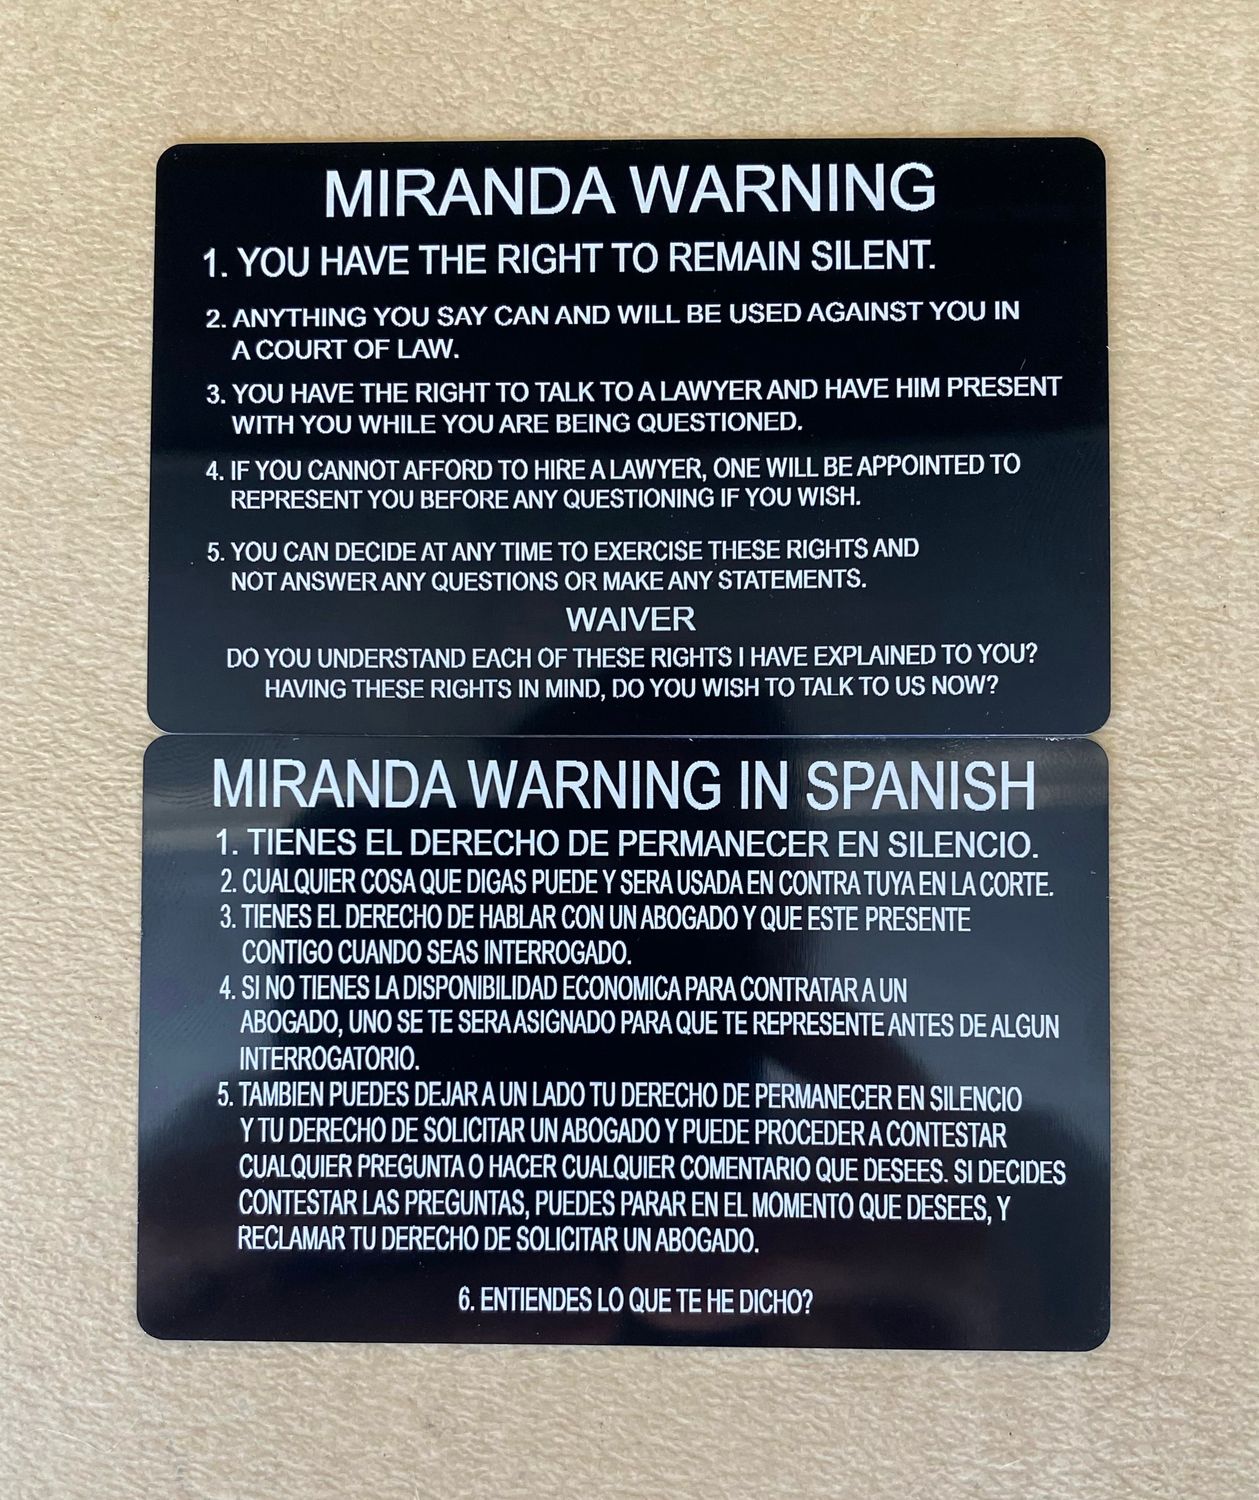 MIRANDA WARNING
1. YOU HAVE THE RIGHT TO REMAIN SILENT.
2. ANYTHING YOU SAY CAN AND WILL BE USED AGAINST YOU IN
A COURT OF LAW.
3. YOU HAVE THE RIGHT TO TALK TO A LAWYER AND HAVE HIM PRESENT
WITH YOU WHILE YOU ARE BEING QUESTIONED.
4. IF YOU CANNOT AFFORD TO HIRE A LAWYER, ONE WILL BE APPOINTED TO
REPRESENT YOU BEFORE ANY QUESTIONING IF YOU WISH.
5. YOU CAN DECIDE AT ANY TIME TO EXERCISE THESE RIGHTS AND
NOT ANSWER ANY QUESTIONS OR MAKE ANY STATEMENTS.
WAIVER
DO YOU UNDERSTAND EACH OF THESE RIGHTS I HAVE EXPLAINED TO YOU?
HAVING THESE RIGHTS IN MIND, DO YOU WISH TO TALK TO US NOW?
MIRANDA WARNING IN SPANISH
1. TIENES EL DERECHO DE PERMANECER EN SILENCIO.
2. CUALQUIER COSA QUE DIGAS PUEDE Y SERA USADA EN CONTRA TUYA EN LA CORTE.
3. TIENES EL DERECHO DE HABLAR CON UN ABOGADO Y QUE ESTE PRESENTE
CONTIGO CUANDO SEAS INTERROGADO.
4. SI NO TIENES LA DISPONIBILIDAD ECONOMICA PARA CONTRATAR A UN
ABOGADO, UNO SE TE SERA ASIGNADO PARA QUE TE REPRESENTE ANTES DE ALGUN
INTERROGATORIO.
5. TAMBIEN PUEDES DEJAR A UN LADO TU DERECHO DE PERMANECER EN SILENCIO
Y TU DERECHO DE SOLICITAR UN ABOGADO Y PUEDE PROCEDER A CONTESTAR
CUALQUIER PREGUNTA O HACER CUALQUIER COMENTARIO QUE DESEES. SI DECIDES
CONTESTAR LAS PREGUNTAS, PUEDES PARAR EN EL MOMENTO QUE DESEES, Y
RECLAMAR TU DERECHO DE SOLICITAR UN ABOGADO.
6. ENTIENDES LO QUE TE HE DICHO?